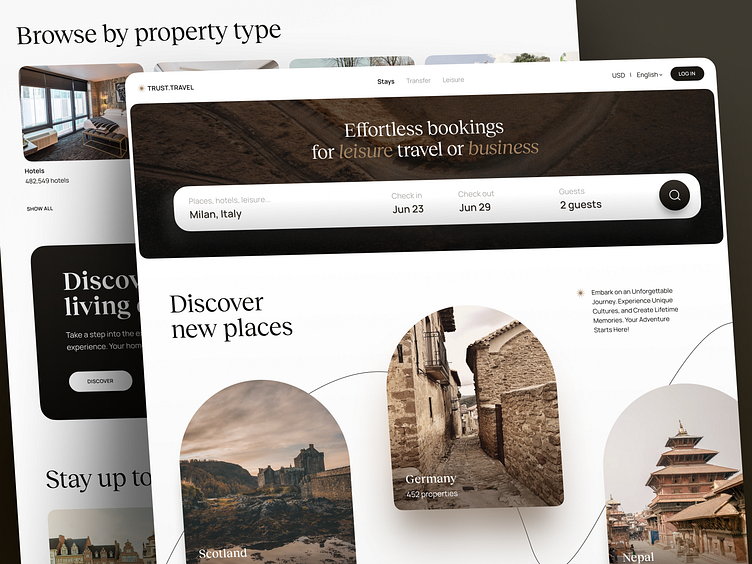 Browse by property type
Hotels
482,549 hotels
SHOW ALL
Discov
living
Take a step into the e
experience. Your hom
DISCOVER
Stay up to
TRUST.TRAVEL
Stays Transfer Leisure
USD | English
LOG IN
Effortless bookings
for leisure travel or business
Places, hotels, leisure...
Milan, Italy
Check in
Jun 23
Check out
Jun 29
Guests
2 guests
Discover
new places
Embark on an Unforgettable
Journey. Experience Unique
Cultures, and Create Lifetime
Memories. Your Adventure
Starts Here!
Scotland
Germany
452 properties
Nepal